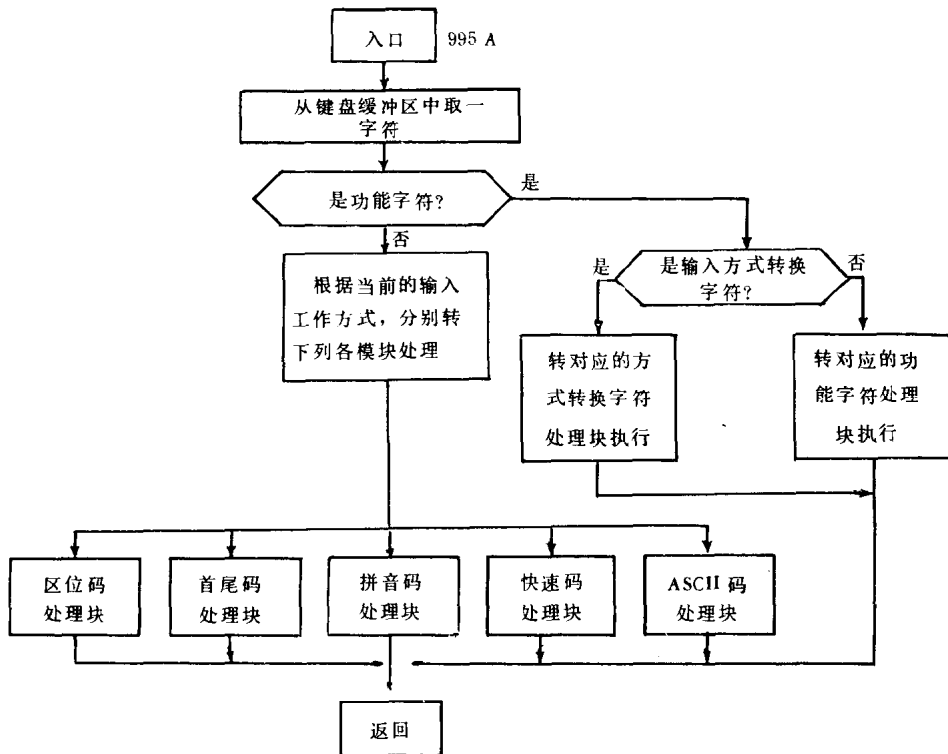 入口 995 A
从键盘缓冲区中取一
字符
是功能字符?
是
否
是输入方式转换
字符?
是
否
根据当前的输入
工作方式，分别转
下列各模块处理
转对应的方
式转换字符
处理块执行
转对应的功
能字符处理
块执行
区位码
处理块
首尾码
处理块
拼音码
处理块
快速码
处理块
ASCII 码
处理块
返回